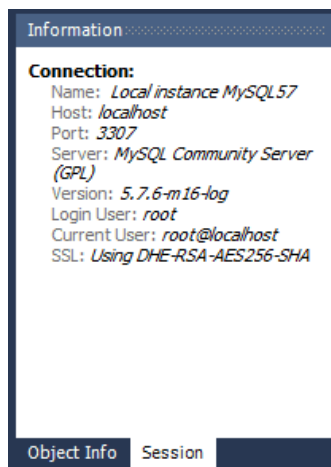 Information
Connection:
Name: Local instance MySQL57
Host: localhost
Port: 3307
Server: MySQL Community Server
(GPL)
Version: 5.7.6-m16-log
Login User: root
Current User: root@localhost
SSL: Using DHE-RSA-AES256-SHA
Object Info Session